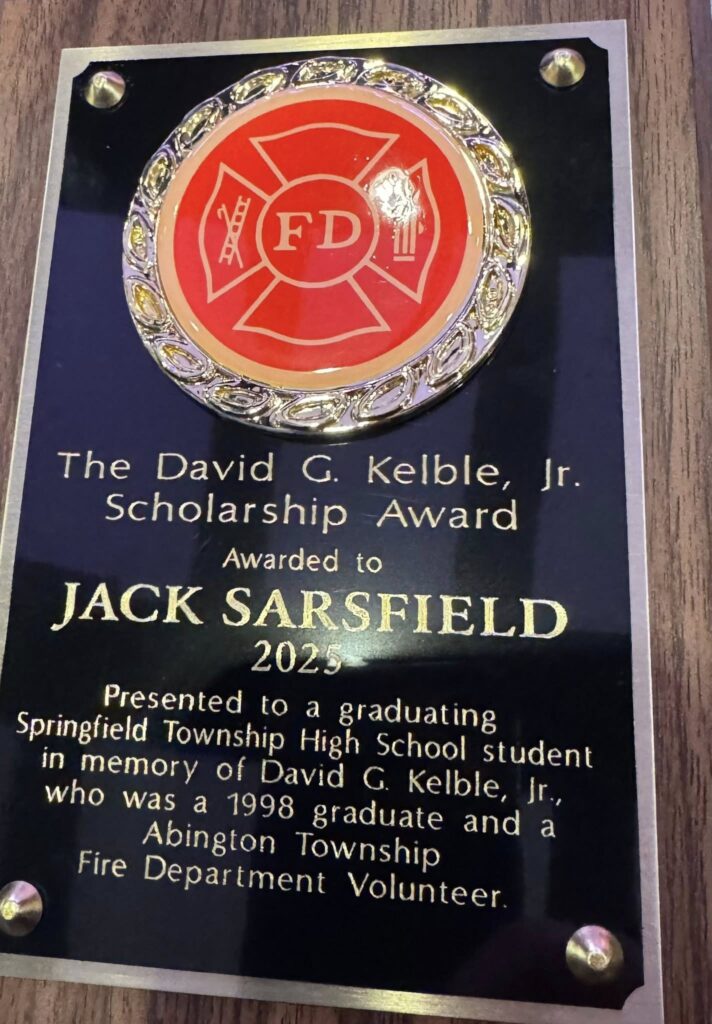 FD
The David G. Kelble, Jr.
Scholarship Award
Awarded to
JACK SARSFIELD
2025
Presented to a graduating
Springfield Township High School student
in memory of David G. Kelble, Jr.,
who was a 1998 graduate and a
Abington Township
Fire Department Volunteer.